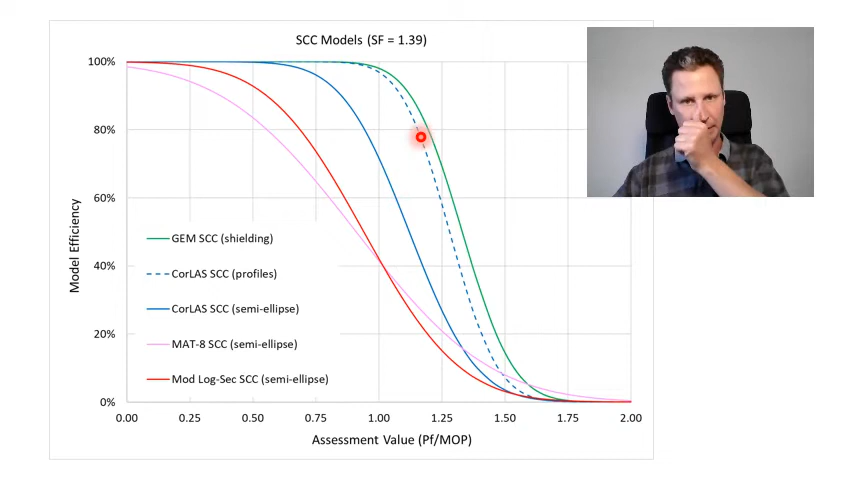 SCC Models (SF = 1.39)
100%
80%
60%
40%
20%
0%
Model Efficiency
GEM SCC (shielding)
CorLAS SCC (profiles)
CorLAS SCC (semi-ellipse)
MAT-8 SCC (semi-ellipse)
Mod Log-Sec SCC (semi-ellipse)
0.00 0.25 0.50 0.75 1.00 1.25 1.50 1.75 2.00
Assessment Value (Pf/MOP)